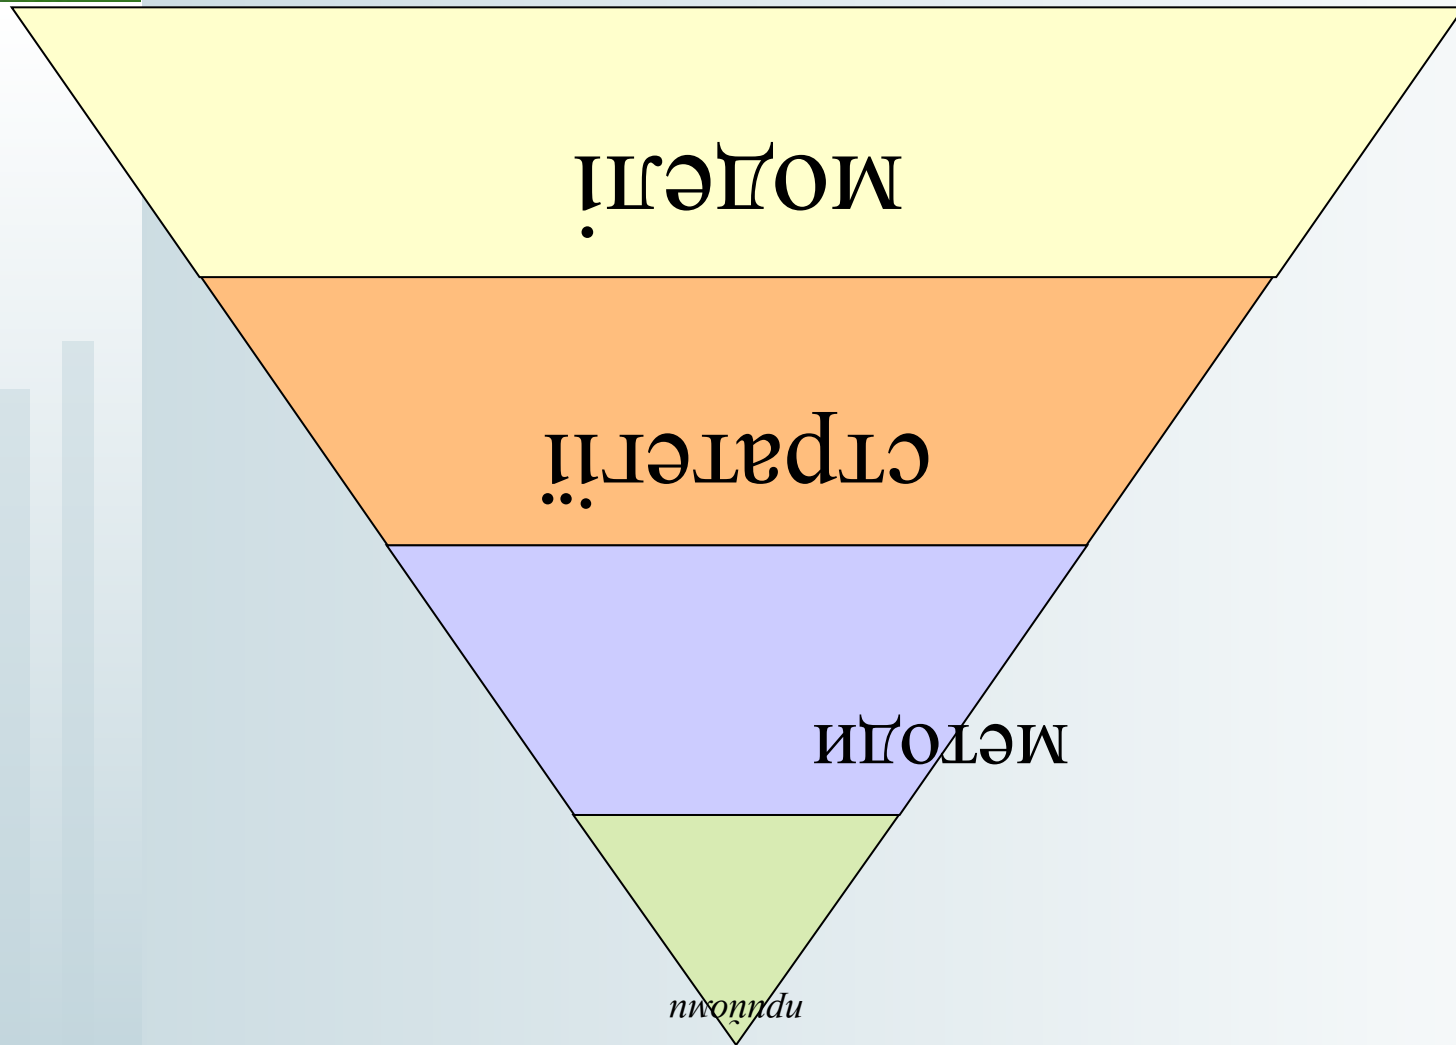 моделі
стратегії
методи
прийоми